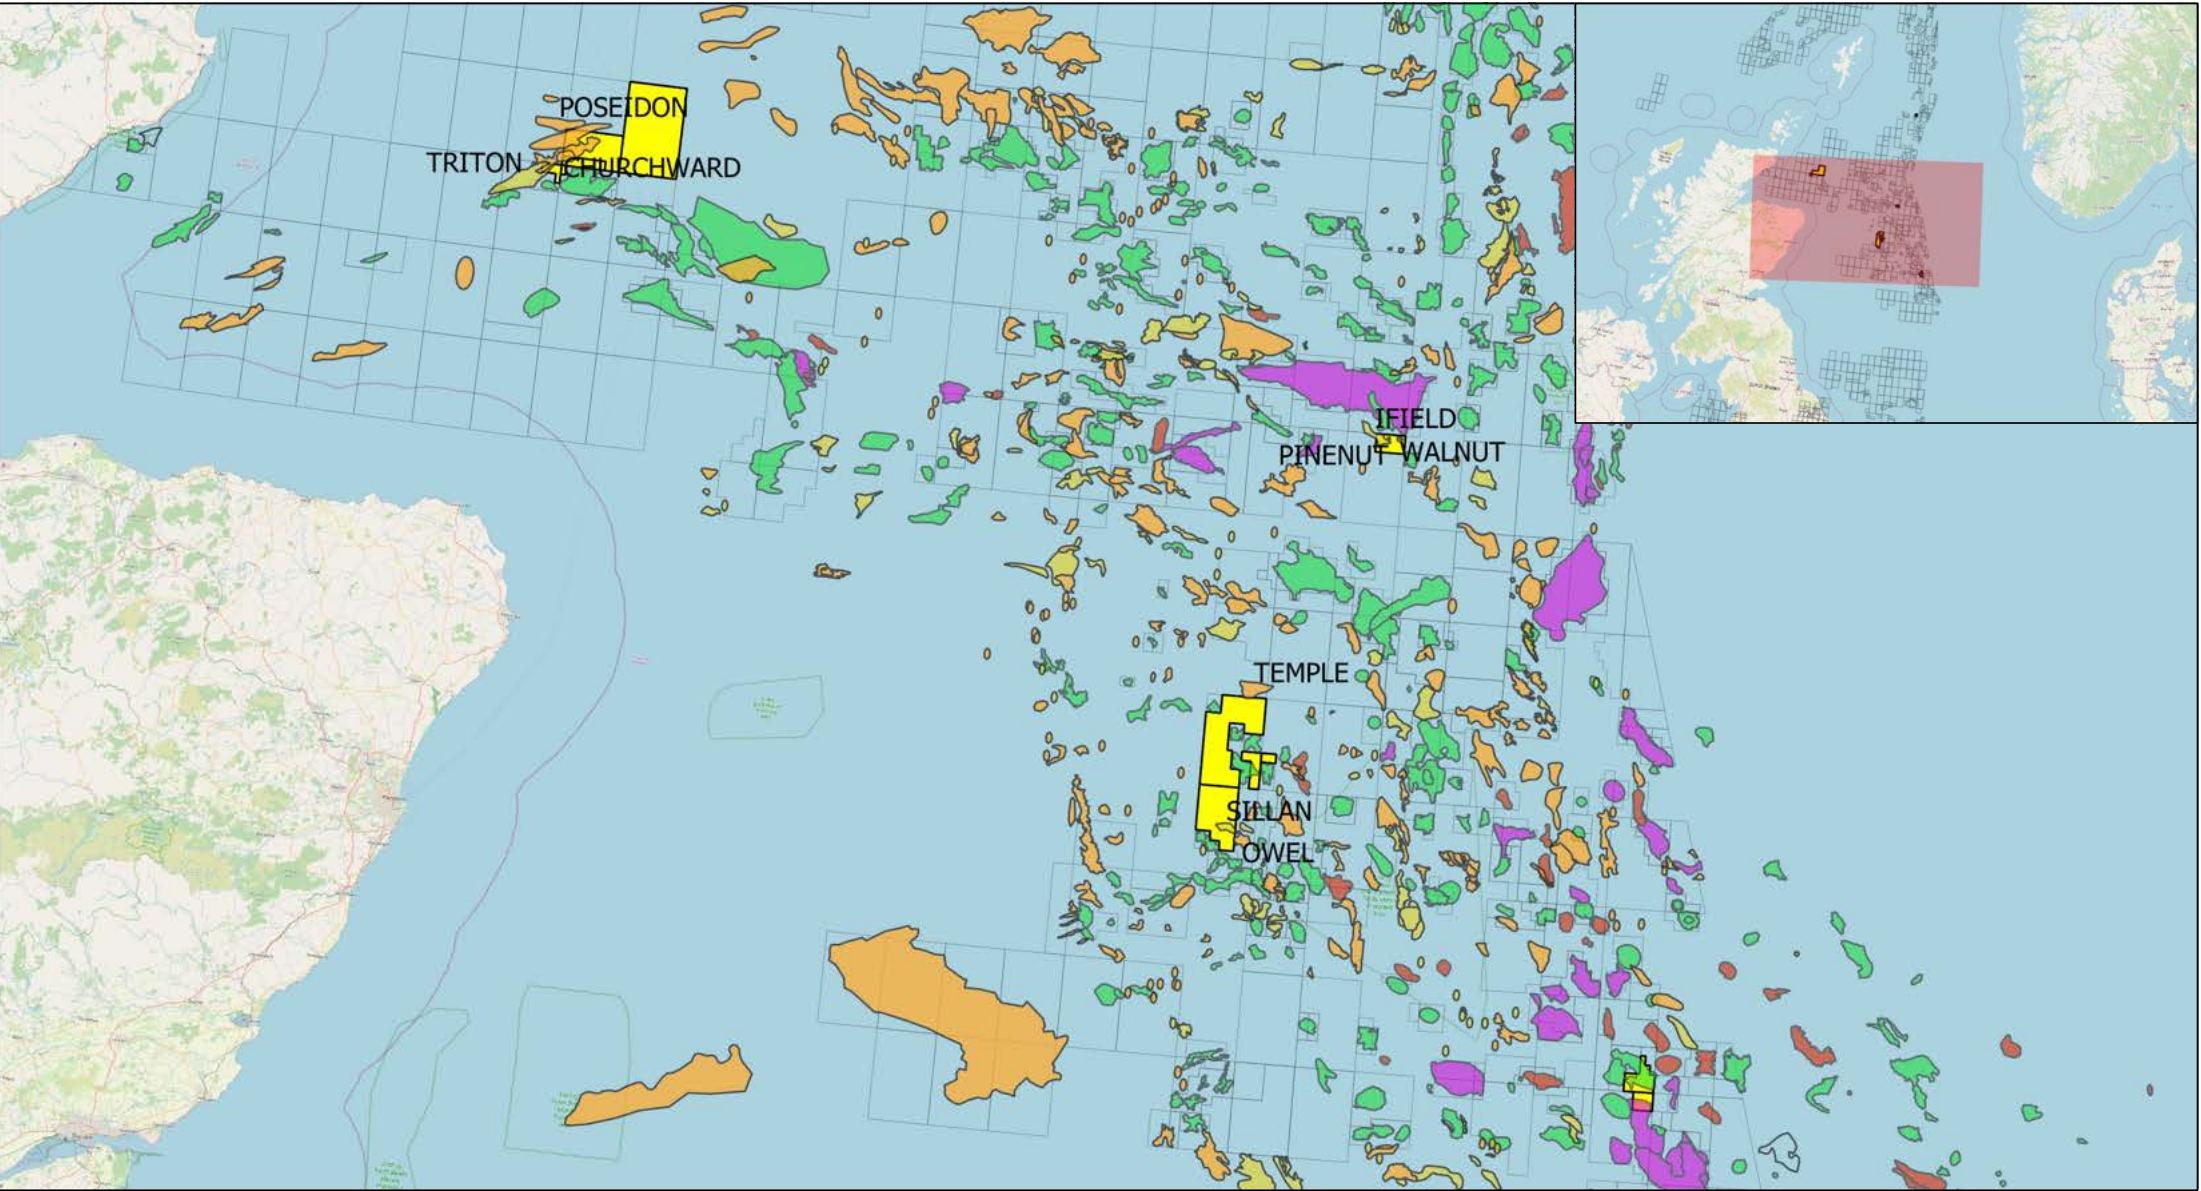 POSEIDON
TRITON
CHURCHWARD
IFIELD
PINENUT
WALNUT
TEMPLE
SILLAN
OWEL